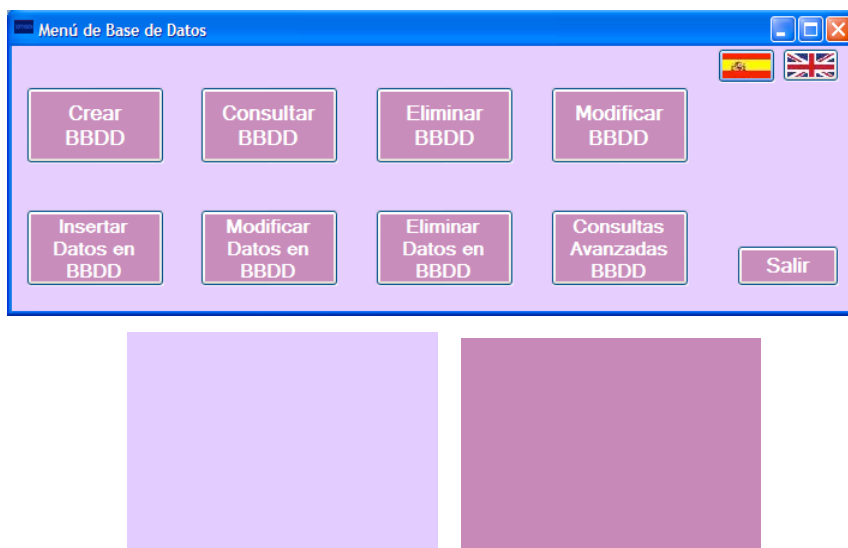 Menú de Base de Datos
Crear
BBDD
Consultar
BBDD
Eliminar
BBDD
Modificar
BBDD
Insertar
Datos en
BBDD
Modificar
Datos en
BBDD
Eliminar
Datos en
BBDD
Consultas
Avanzadas
BBDD
Salir